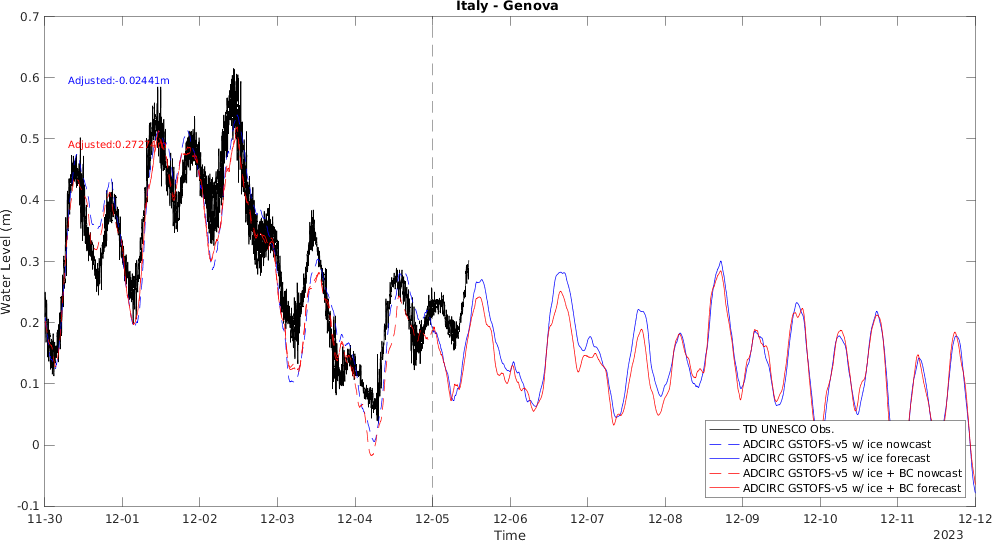 Italy - Genova
0.7
0.6
0.5
0.4
0.3
0.2
0.1
0
-0.1
Water Level (m)
Adjusted:-0.02441m
TD UNESCO Obs.
ADCIRC GSTOFS-v5 w/ ice nowcast
ADCIRC GSTOFS-v5 w/ ice forecast
ADCIRC GSTOFS-v5 w/ ice + BC nowcast
ADCIRC GSTOFS-v5 w/ ice + BC forecast
11-30 12-01 12-02 12-03 12-04 12-05 12-06 12-07 12-08 12-09 12-10 12-11 12-12
Time
2023